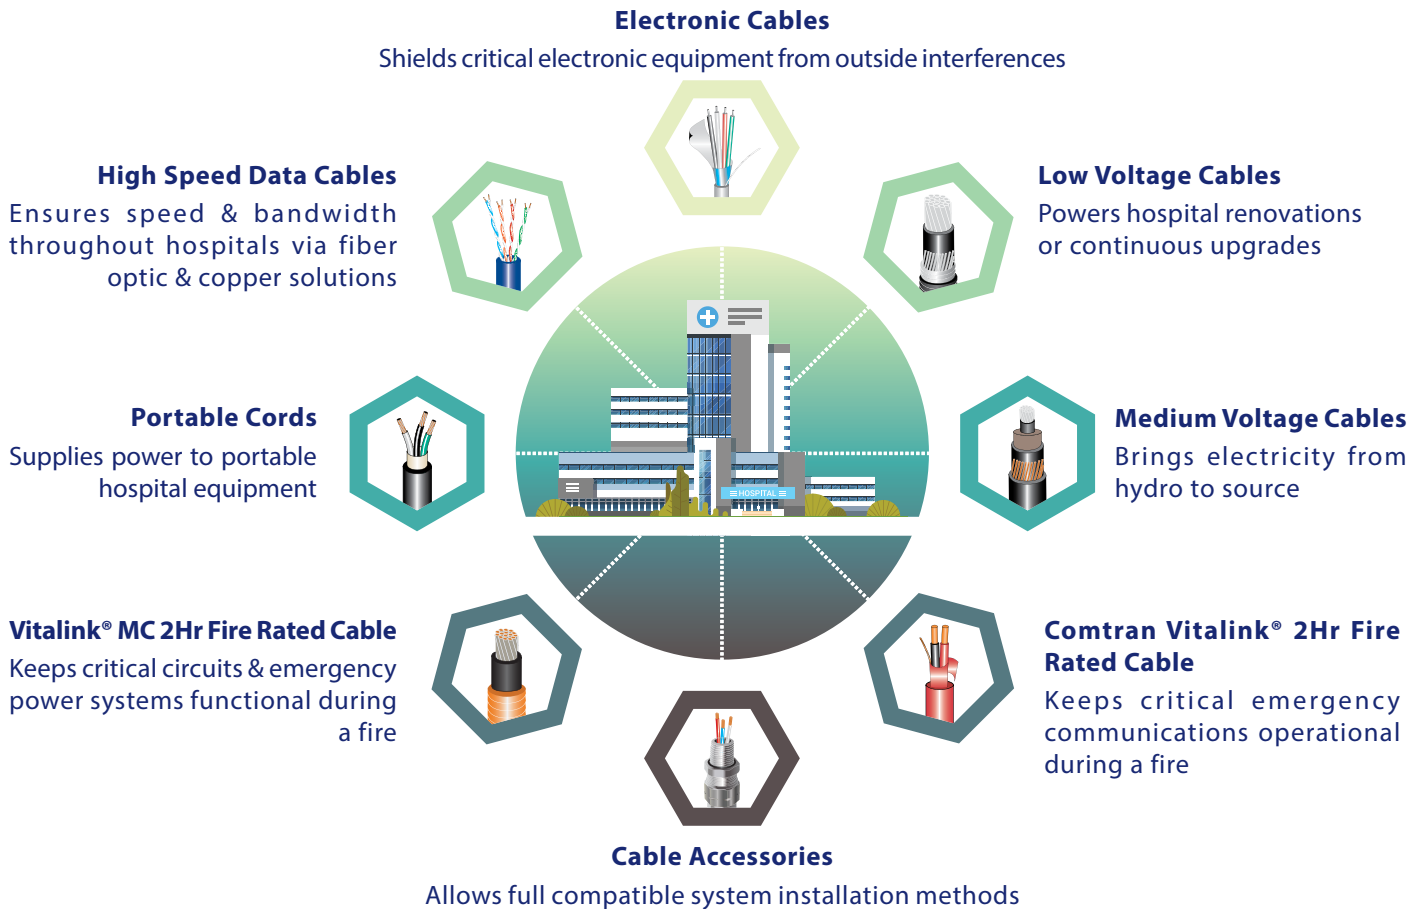 Electronic Cables
Shields critical electronic equipment from outside interferences
High Speed Data Cables
Ensures speed & bandwidth
throughout hospitals via fiber
optic & copper solutions
Low Voltage Cables
Powers hospital renovations
or continuous upgrades
Portable Cords
Supplies power to portable
hospital equipment
HOSPITAL
Medium Voltage Cables
Brings electricity from
hydro to source
Vitalink® MC 2Hr Fire Rated Cable
Keeps critical circuits & emergency
power systems functional during
a fire
Comtran Vitalink® 2Hr Fire
Rated Cable
Keeps critical emergency
communications operational
during a fire
Cable Accessories
Allows full compatible system installation methods